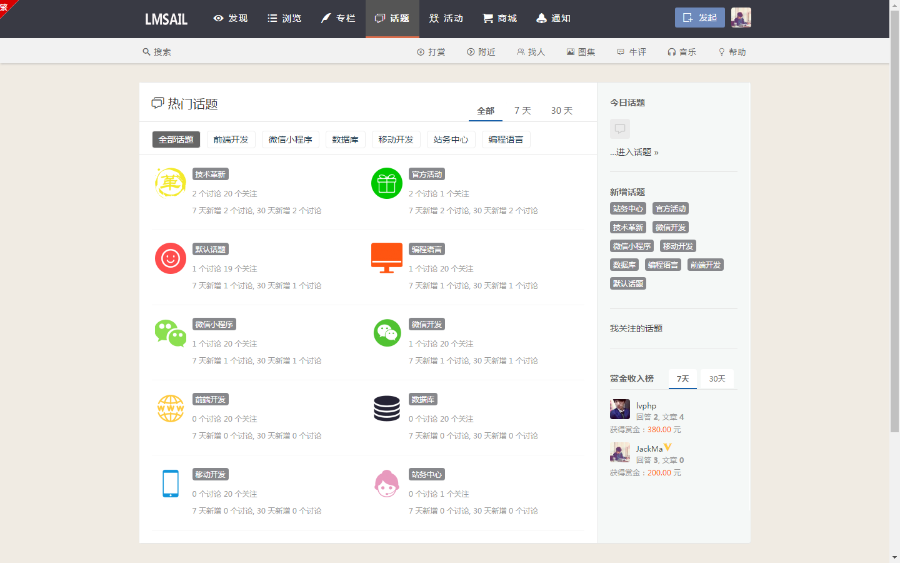 LMSAIL 发现 浏览 专栏 话题 活动 商城 通知 发起
搜索 打赏 附近 找人 图集 牛评 音乐 帮助
热门话题 全部 7 天 30 天
全部话题 前端开发 微信小程序 数据库 移动开发 站务中心 编程语言
革
技术革新
2 个讨论 20 个关注
7 天新增 2 个讨论, 30 天新增 2 个讨论
官方活动
2 个讨论 1 个关注
7 天新增 2 个讨论, 30 天新增 2 个讨论
默认话题
1 个讨论 19 个关注
7 天新增 1 个讨论, 30 天新增 1 个讨论
编程语言
1 个讨论 20 个关注
7 天新增 1 个讨论, 30 天新增 1 个讨论
微信小程序
1 个讨论 20 个关注
7 天新增 1 个讨论, 30 天新增 1 个讨论
微信开发
1 个讨论 20 个关注
7 天新增 1 个讨论, 30 天新增 1 个讨论
WWW
前端开发
0 个讨论 20 个关注
7 天新增 0 个讨论, 30 天新增 0 个讨论
数据库
0 个讨论 20 个关注
7 天新增 0 个讨论, 30 天新增 0 个讨论
移动开发
0 个讨论 20 个关注
7 天新增 0 个讨论, 30 天新增 0 个讨论
站务中心
0 个讨论 1 个关注
7 天新增 0 个讨论, 30 天新增 0 个讨论
今日话题
...进入话题 »
新增话题
站务中心 官方活动
技术革新 微信开发
微信小程序 移动开发
数据库 编程语言 前端开发
默认话题
我关注的话题
赏金收入榜 7天 30天
lvphp
回答 2, 文章 4
获得赏金：380.00 元
JackMa
回答 3, 文章 0
获得赏金：200.00 元